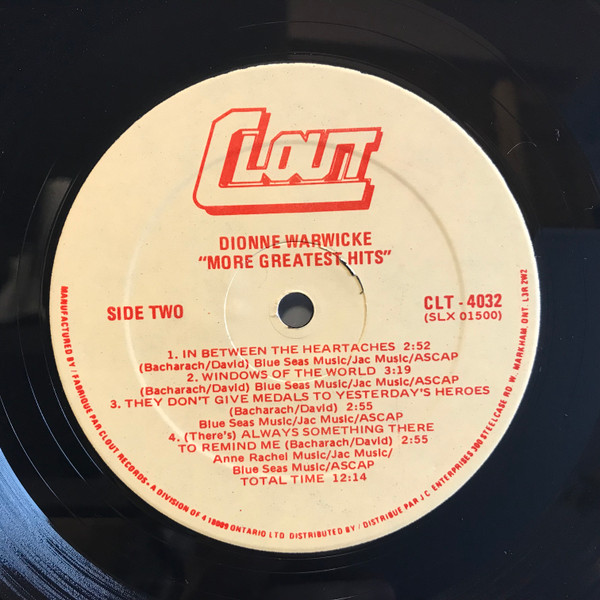 CLOUT
DIONNE WARWICKE
"MORE GREATEST HITS"
SIDE TWO
CLT - 4032
(SLX 01500)
1. IN BETWEEN THE HEARTACHES 2:52
(Bacharach/David) Blue Seas Music/Jac Music/ASCAP
2. WINDOWS OF THE WORLD 3:19
(Bacharach/David) Blue Seas Music/Jac Music/ASCAP
3. THEY DON'T GIVE MEDALS TO YESTERDAY'S HEROES
(Bacharach/David) 2:55
Blue Seas Music/Jac Music/ASCAP
4. (There's) ALWAYS SOMETHING THERE
TO REMIND ME (Bacharach/David) 2:55
Anne Rachel Music/Jac Music/
Blue Seas Music/ASCAP
TOTAL TIME 12:14
MANUFACTURED BY / FABRIQUE PAR CLOUT RECORDS - A DIVISION OF 418009 ONTARIO LTD. DISTRIBUTED BY / DISTRIBUE PAR J C ENTERPRISES 300 STEELCASE RD W. MARKHAM, ONT. L3R 2W2